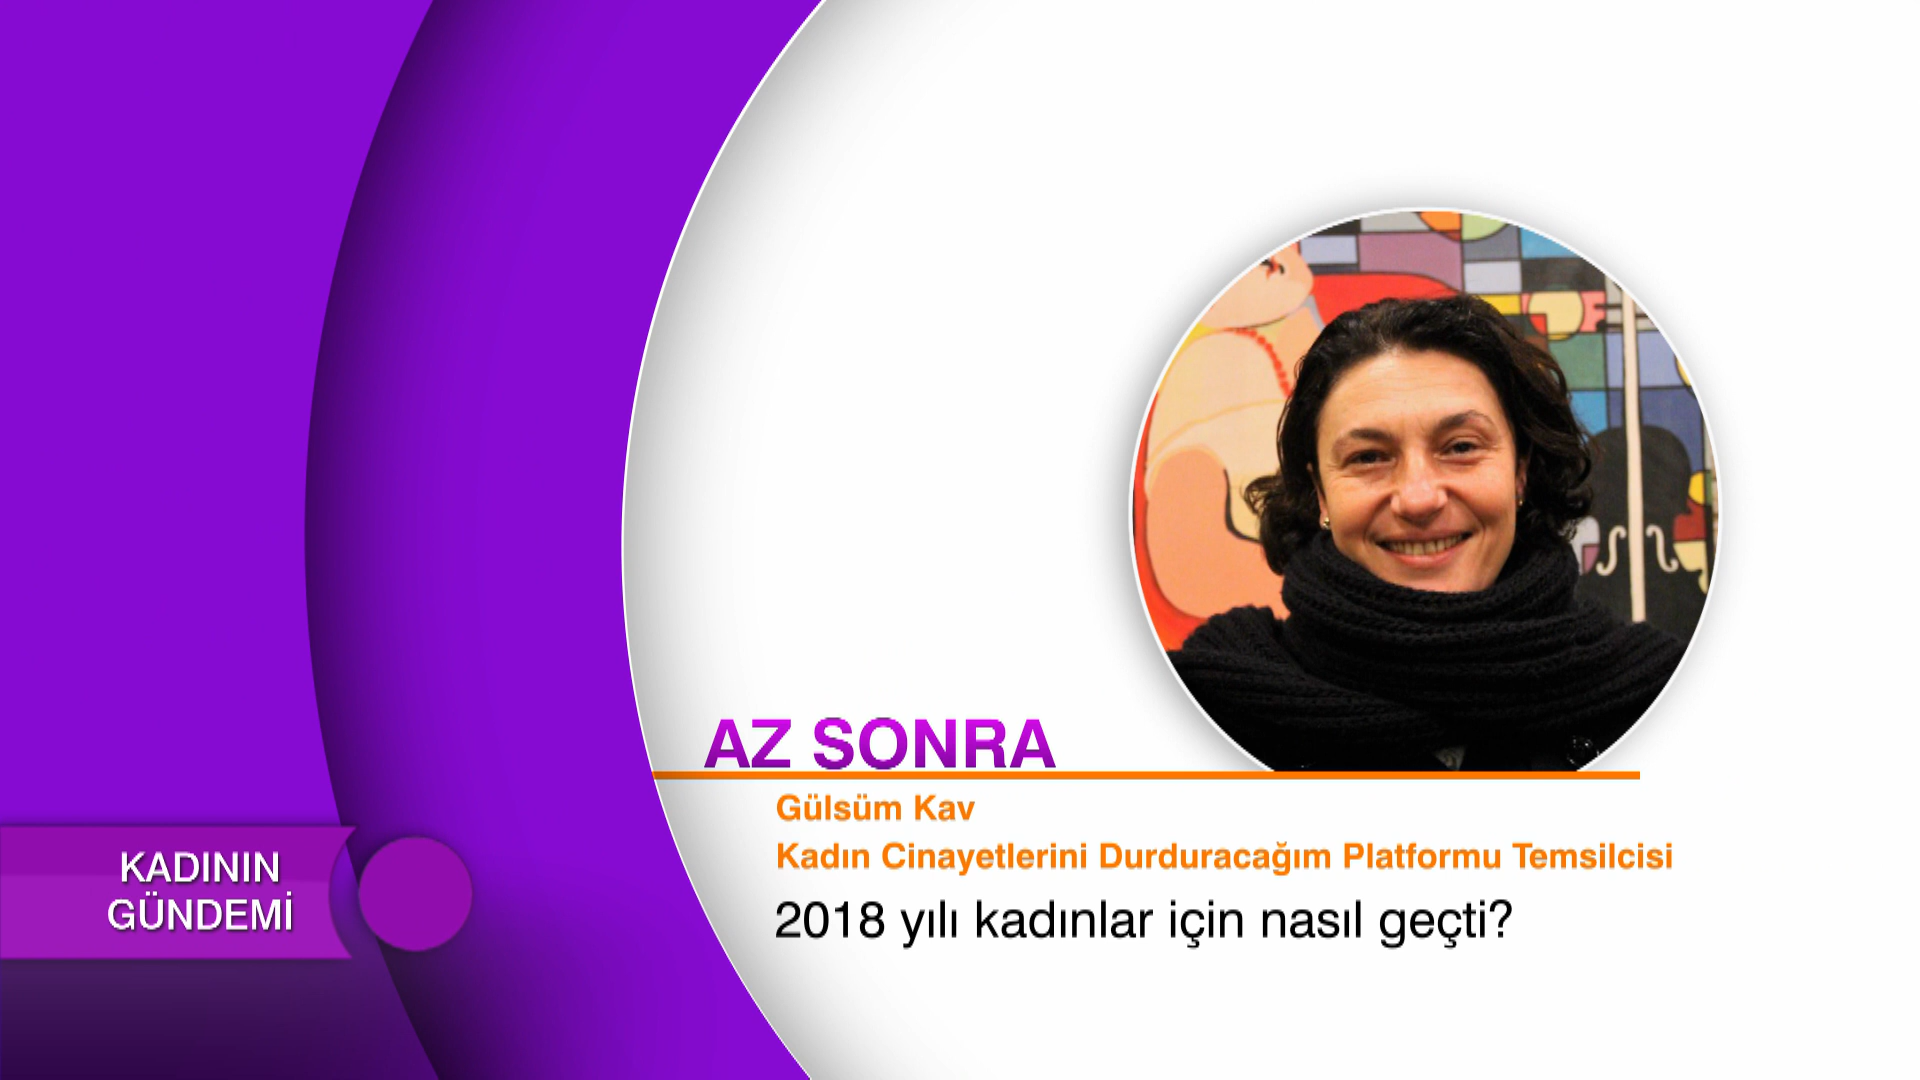 AZ SONRA
Gülsüm Kav
Kadın Cinayetlerini Durduracağım Platformu Temsilcisi
2018 yılı kadınlar için nasıl geçti?
KADININ
GÜNDEMİ